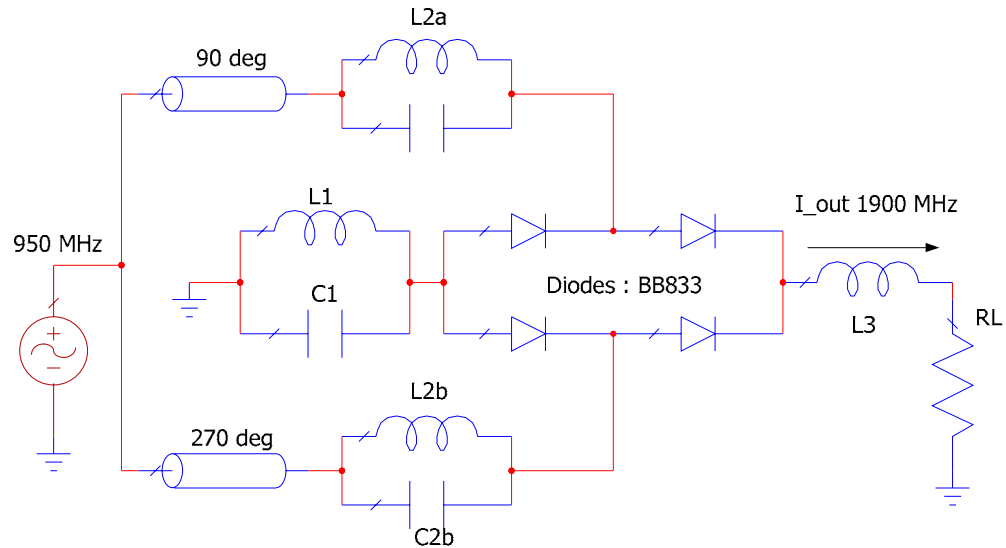 L2a
90 deg
L1
I_out 1900 MHz
950 MHz
C1
Diodes : BB833
L3
RL
L2b
270 deg
C2b